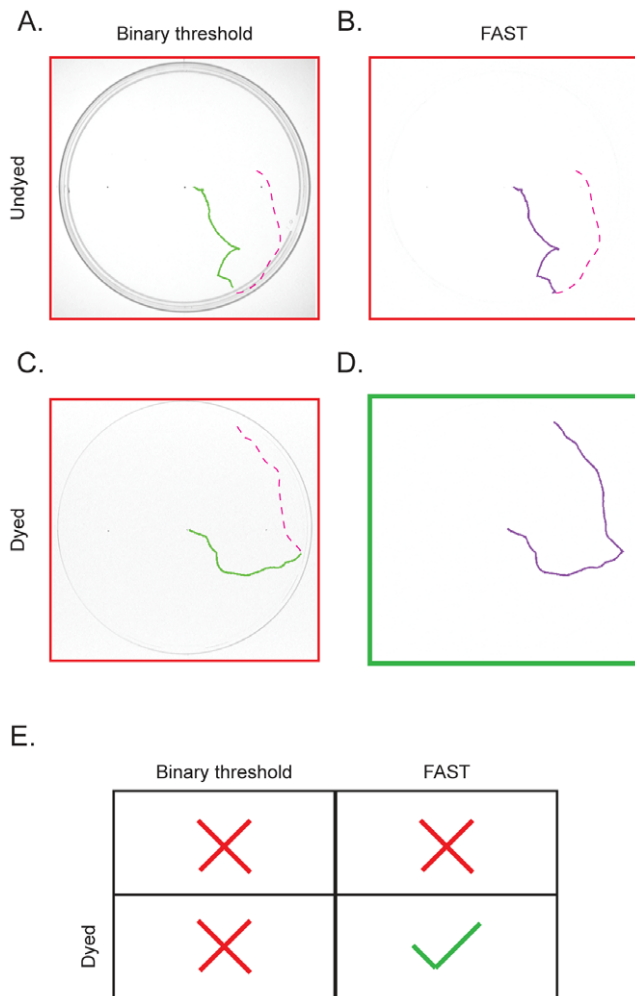 A.
Binary threshold
B.
FAST
Undyed
C.
D.
Dyed
E.
Binary threshold
FAST
Dyed